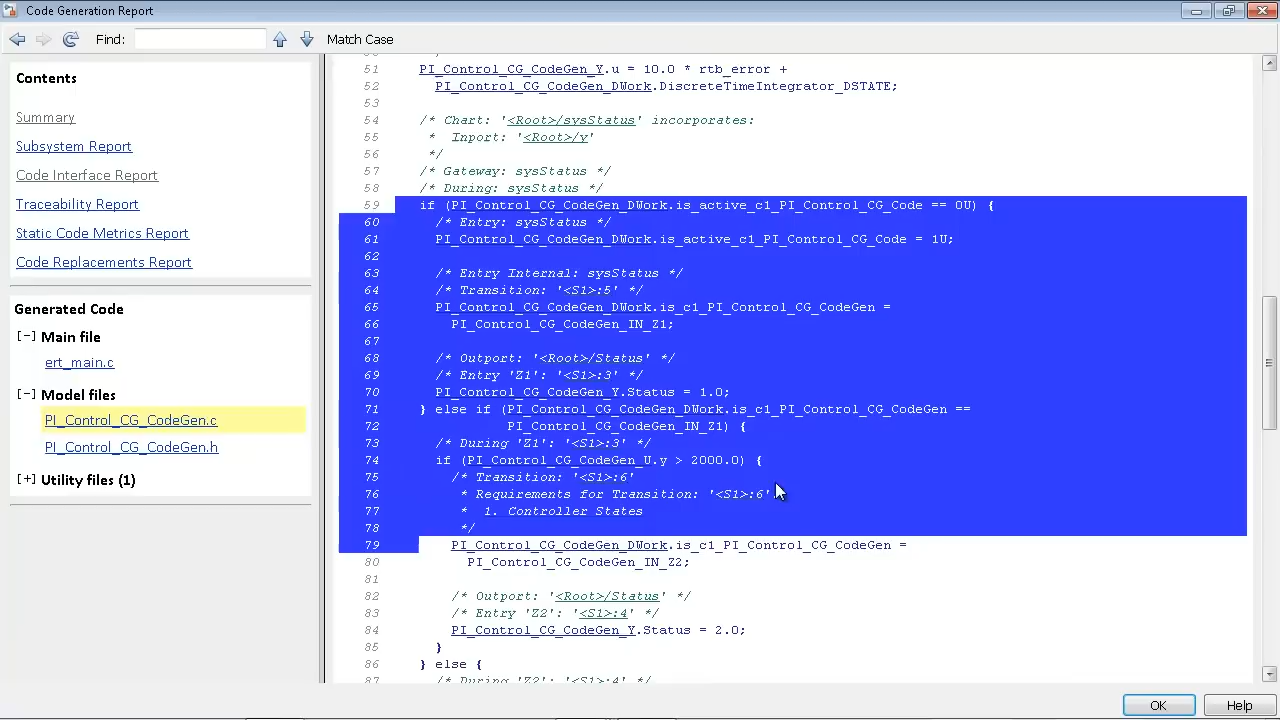 Code Generation Report
Find:
Match Case
Contents
Summary
Subsystem Report
Code Interface Report
Traceability Report
Static Code Metrics Report
Code Replacements Report
Generated Code
[-] Main file
ert_main.c
[-] Model files
PI_Control_CG_CodeGen.c
PI_Control_CG_CodeGen.h
[+] Utility files (1)
51 PI_Control_CG_CodeGen_Y.u = 10.0 * rtb_error +
52 PI_Control_CG_CodeGen_DWork.DiscreteTimeIntegrator_DSTATE;
53
54 /* Chart: '<Root>/sysStatus' incorporates:
55 * Inport: '<Root>/y'
56 */
57 /* Gateway: sysStatus */
58 /* During: sysStatus */
59 if (PI_Control_CG_CodeGen_DWork.is_active_c1_PI_Control_CG_Code == 0U) {
60 /* Entry: sysStatus */
61 PI_Control_CG_CodeGen_DWork.is_active_c1_PI_Control_CG_Code = 1U;
62
63 /* Entry Internal: sysStatus */
64 /* Transition: '<S1>:5' */
65 PI_Control_CG_CodeGen_DWork.is_c1_PI_Control_CG_CodeGen =
66 PI_Control_CG_CodeGen_IN_Z1;
67
68 /* Outport: '<Root>/Status' */
69 /* Entry 'Z1': '<S1>:3' */
70 PI_Control_CG_CodeGen_Y.Status = 1.0;
71 } else if (PI_Control_CG_CodeGen_DWork.is_c1_PI_Control_CG_CodeGen ==
72 PI_Control_CG_CodeGen_IN_Z1) {
73 /* During 'Z1': '<S1>:3' */
74 if (PI_Control_CG_CodeGen_U.y > 2000.0) {
75 /* Transition: '<S1>:6'
76 * Requirements for Transition: '<S1>:6'
77 * 1. Controller States
78 */
79 PI_Control_CG_CodeGen_DWork.is_c1_PI_Control_CG_CodeGen =
80 PI_Control_CG_CodeGen_IN_Z2;
81
82 /* Outport: '<Root>/Status' */
83 /* Entry 'Z2': '<S1>:4' */
84 PI_Control_CG_CodeGen_Y.Status = 2.0;
85 }
86 } else {
87 /* During 'Z2': '<S1>:4' */
OK
Help